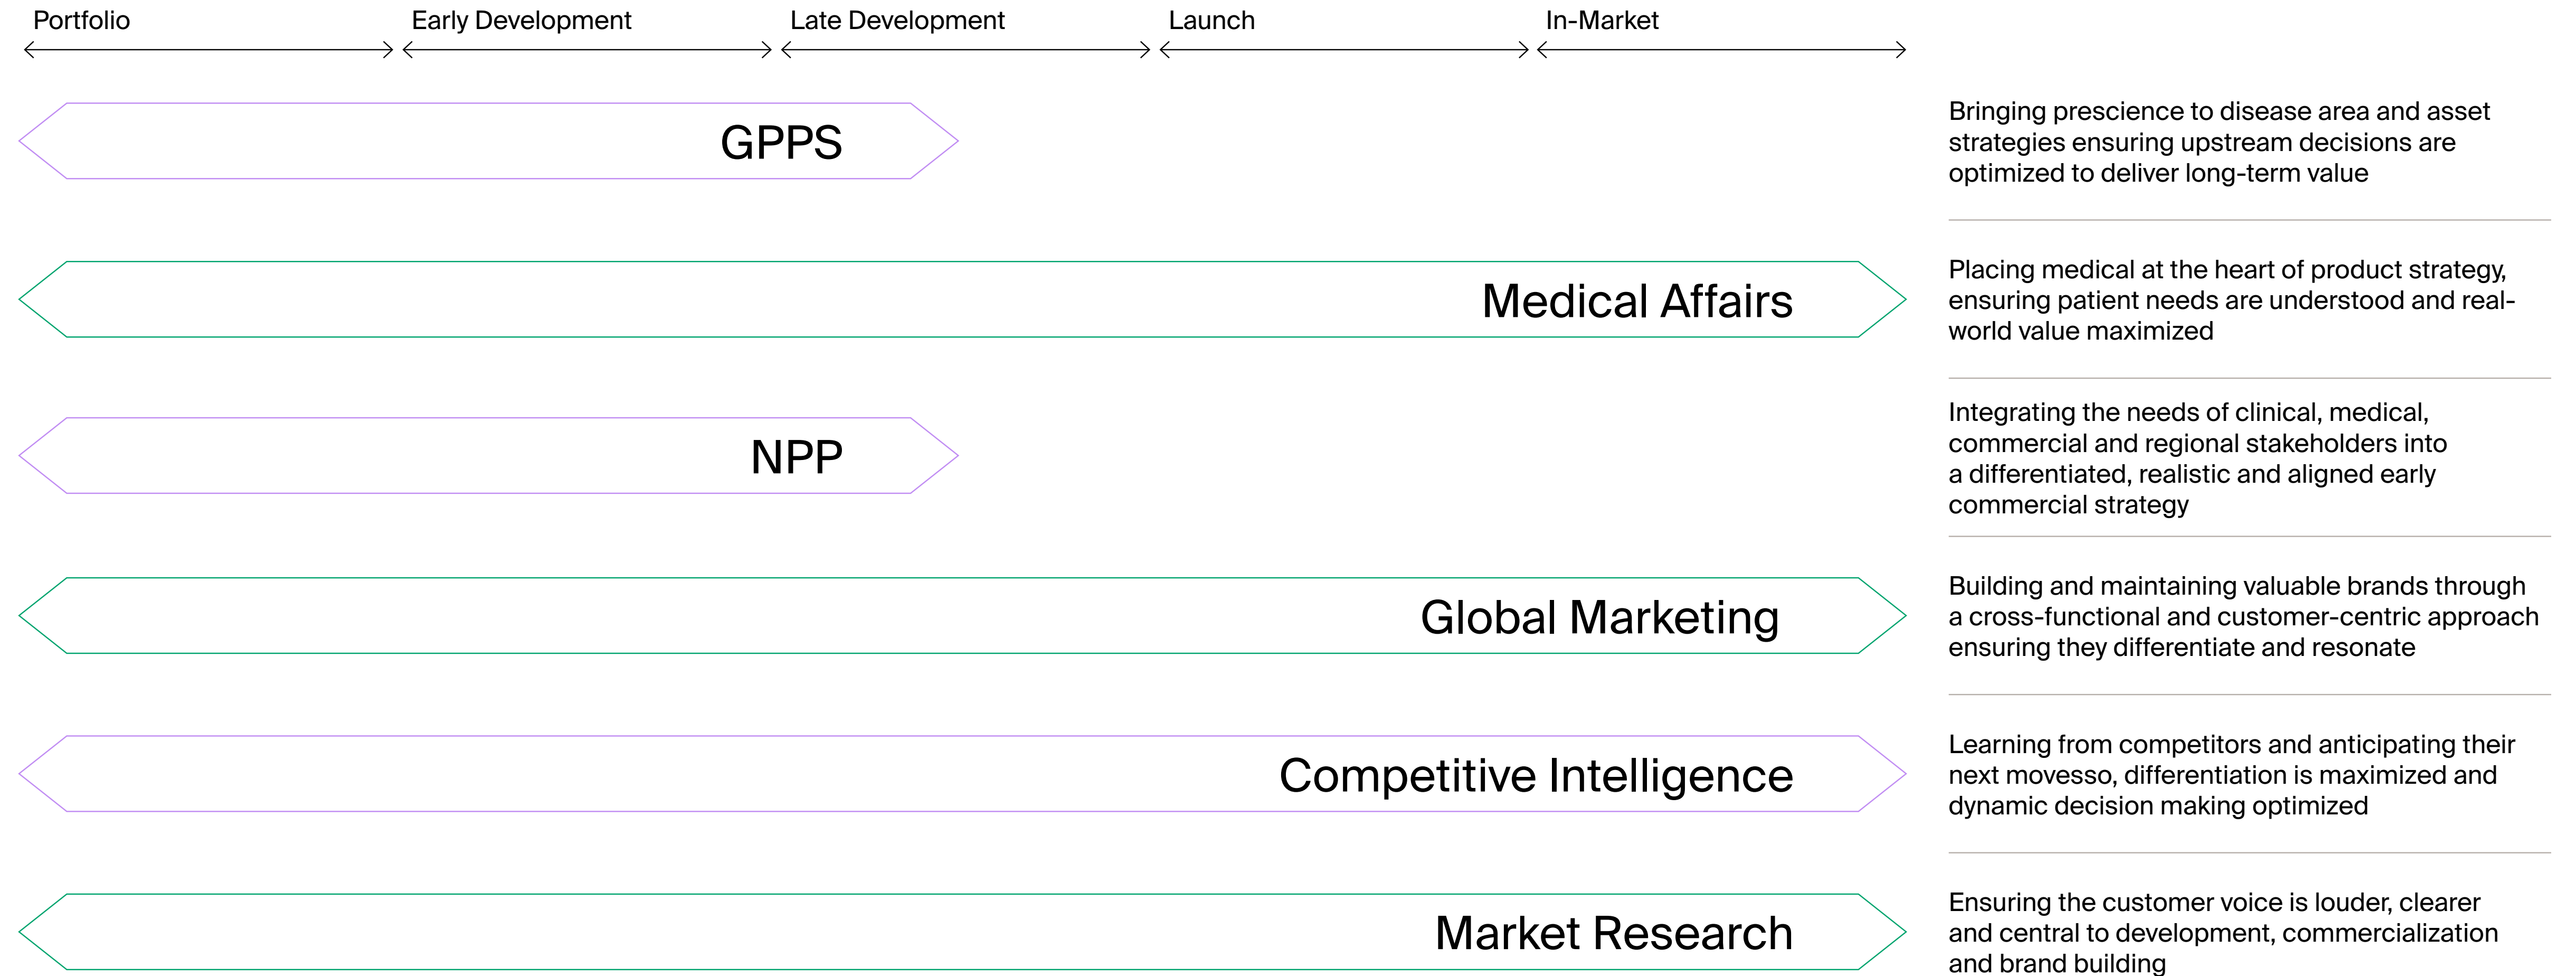 Portfolio
Early Development
Late Development
Launch
In-Market
GPPS
Bringing prescience to disease area and asset
strategies ensuring upstream decisions are
optimized to deliver long-term value
Medical Affairs
Placing medical at the heart of product strategy,
ensuring patient needs are understood and real-
world value maximized
NPP
Integrating the needs of clinical, medical,
commercial and regional stakeholders into
a differentiated, realistic and aligned early
commercial strategy
Global Marketing
Building and maintaining valuable brands through
a cross-functional and customer-centric approach
ensuring they differentiate and resonate
Competitive Intelligence
Learning from competitors and anticipating their
next movesso, differentiation is maximized and
dynamic decision making optimized
Market Research
Ensuring the customer voice is louder, clearer
and central to development, commercialization
and brand building